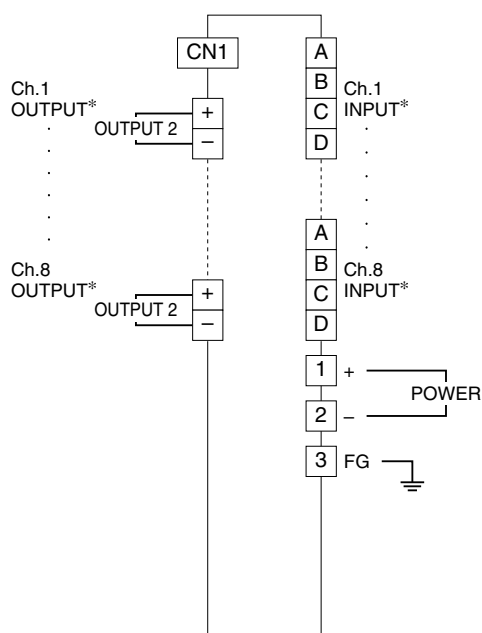 CN1
Ch.1
OUTPUT*
OUTPUT 2
+
–
Ch.8
OUTPUT*
OUTPUT 2
+
–
A
B
C
D
Ch.1
INPUT*
A
B
C
D
Ch.8
INPUT*
1 +
2 –
POWER
3 FG